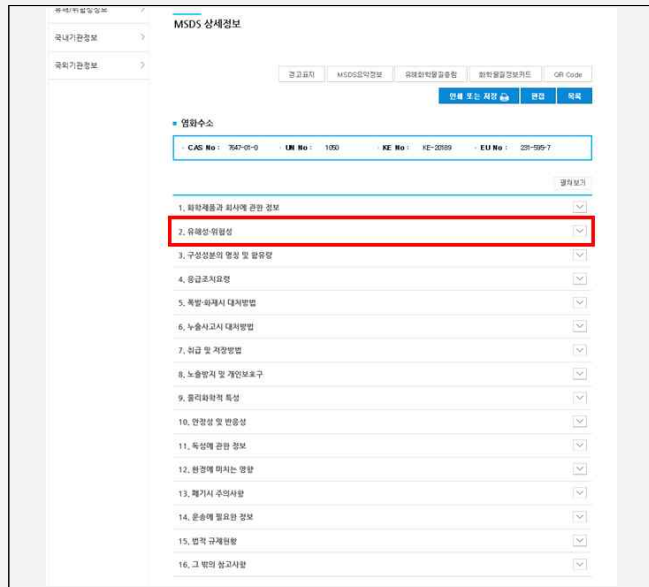 유해/위험성정보
국내기관정보
국외기관정보
MSDS 상세정보
경고표지 MSDS요약정보 유해화학물질총람 화학물질정보카드 QR Code
인쇄 또는 저장 편집 목록
염화수소
CAS No : 7647-01-0 UN No : 1050 KE No : KE-20189 EU No : 231-595-7
펼쳐보기
1. 화학제품과 회사에 관한 정보
2. 유해성·위험성
3. 구성성분의 명칭 및 함유량
4. 응급조치요령
5. 폭발·화재시 대처방법
6. 누출사고시 대처방법
7. 취급 및 저장방법
8. 노출방지 및 개인보호구
9. 물리화학적 특성
10. 안정성 및 반응성
11. 독성에 관한 정보
12. 환경에 미치는 영향
13. 폐기시 주의사항
14. 운송에 필요한 정보
15. 법적 규제현황
16. 그 밖의 참고사항